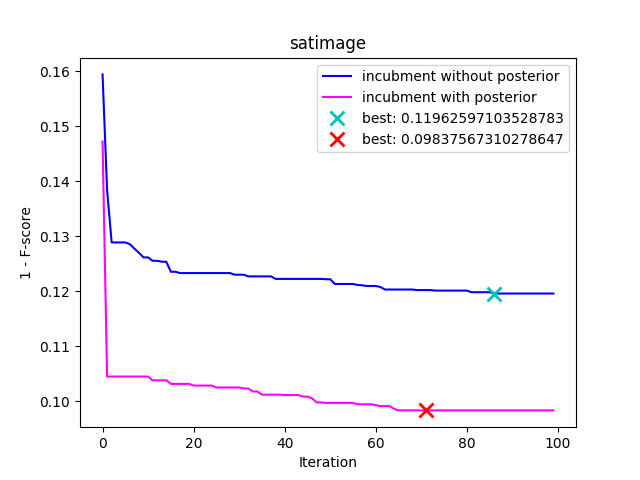 satimage
incubment without posterior
incubment with posterior
best: 0.11962597103528783
best: 0.09837567310278647
1 - F-score
0.16
0.15
0.14
0.13
0.12
0.11
0.10
0
20
40
60
80
100
Iteration